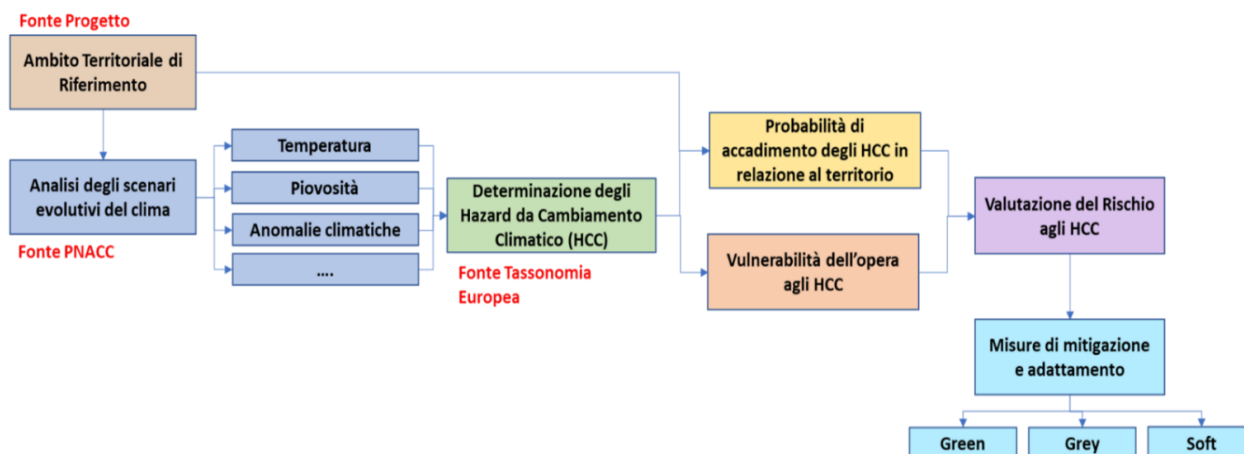 Fonte Progetto
Ambito Territoriale di
Riferimento
Analisi degli scenari
evolutivi del clima
Fonte PNACC
Temperatura
Piovosità
Anomalie climatiche
....
Determinazione degli
Hazard da Cambiamento
Climatico (HCC)
Fonte Tassonomia
Europea
Probabilità di
accadimento degli HCC in
relazione al territorio
Vulnerabilità dell'opera
agli HCC
Valutazione del Rischio
agli HCC
Misure di mitigazione
e adattamento
Green
Grey
Soft